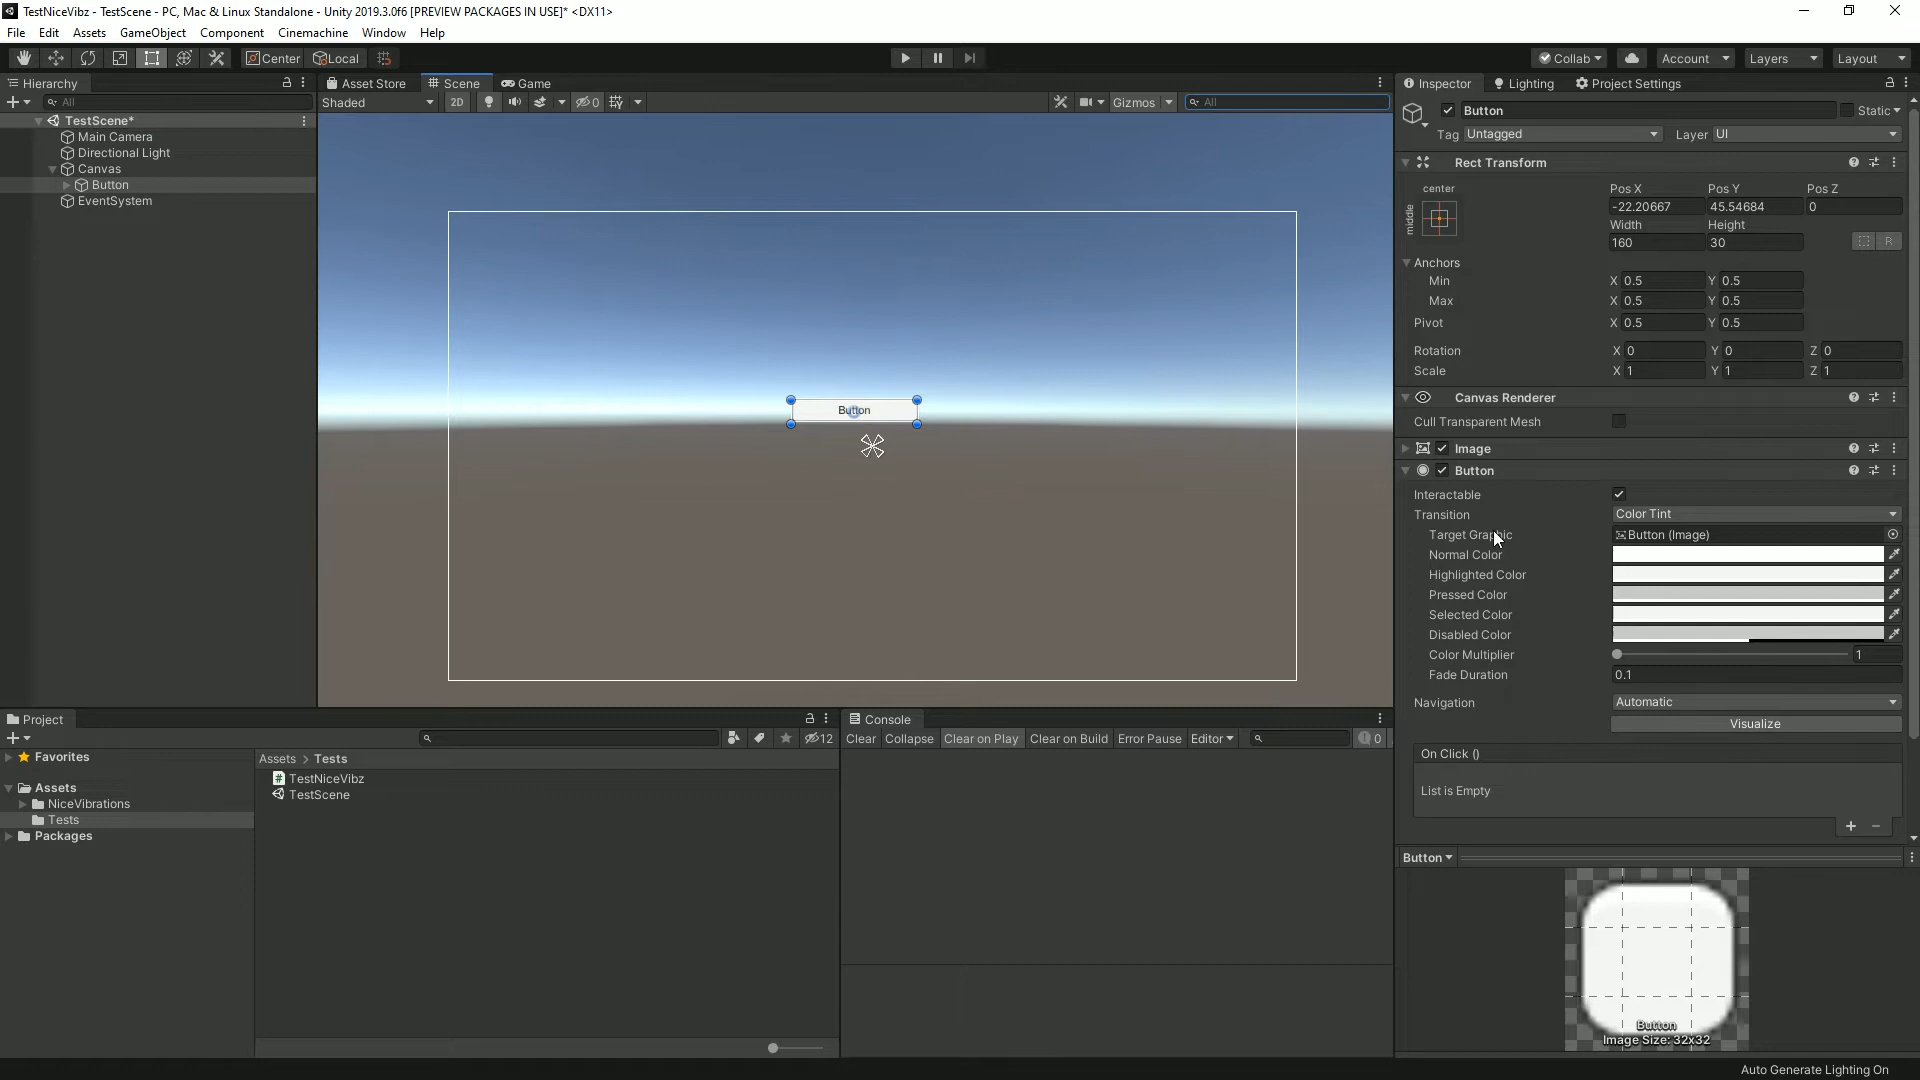 TestNiceVibz - TestScene - PC, Mac & Linux Standalone - Unity 2019.3.0f6 [PREVIEW PACKAGES IN USE]* <DX11>
File Edit Assets GameObject Component Cinemachine Window Help
Center Local Collab Account Layers Layout
Hierarchy
All
TestScene*
Main Camera
Directional Light
Canvas
Button
EventSystem
Asset Store Scene Game
Shaded 2D 0 Gizmos All
Button
Inspector Lighting Project Settings
Button Static
Tag Untagged Layer UI
Rect Transform
center Pos X Pos Y Pos Z
middle -22.20667 45.54684 0
Width Height
160 30 R
Anchors
Min X 0.5 Y 0.5
Max X 0.5 Y 0.5
Pivot X 0.5 Y 0.5
Rotation X 0 Y 0 Z 0
Scale X 1 Y 1 Z 1
Canvas Renderer
Cull Transparent Mesh
Image
Button
Interactable
Transition Color Tint
Target Graphic Button (Image)
Normal Color
Highlighted Color
Pressed Color
Selected Color
Disabled Color
Color Multiplier 1
Fade Duration 0.1
Navigation Automatic
Visualize
On Click ()
List is Empty
Button
Button
Image Size: 32x32
Project
12
Favorites
Assets
NiceVibrations
Tests
Packages
Assets > Tests
TestNiceVibz
TestScene
Console
Clear Collapse Clear on Play Clear on Build Error Pause Editor 0
Auto Generate Lighting On